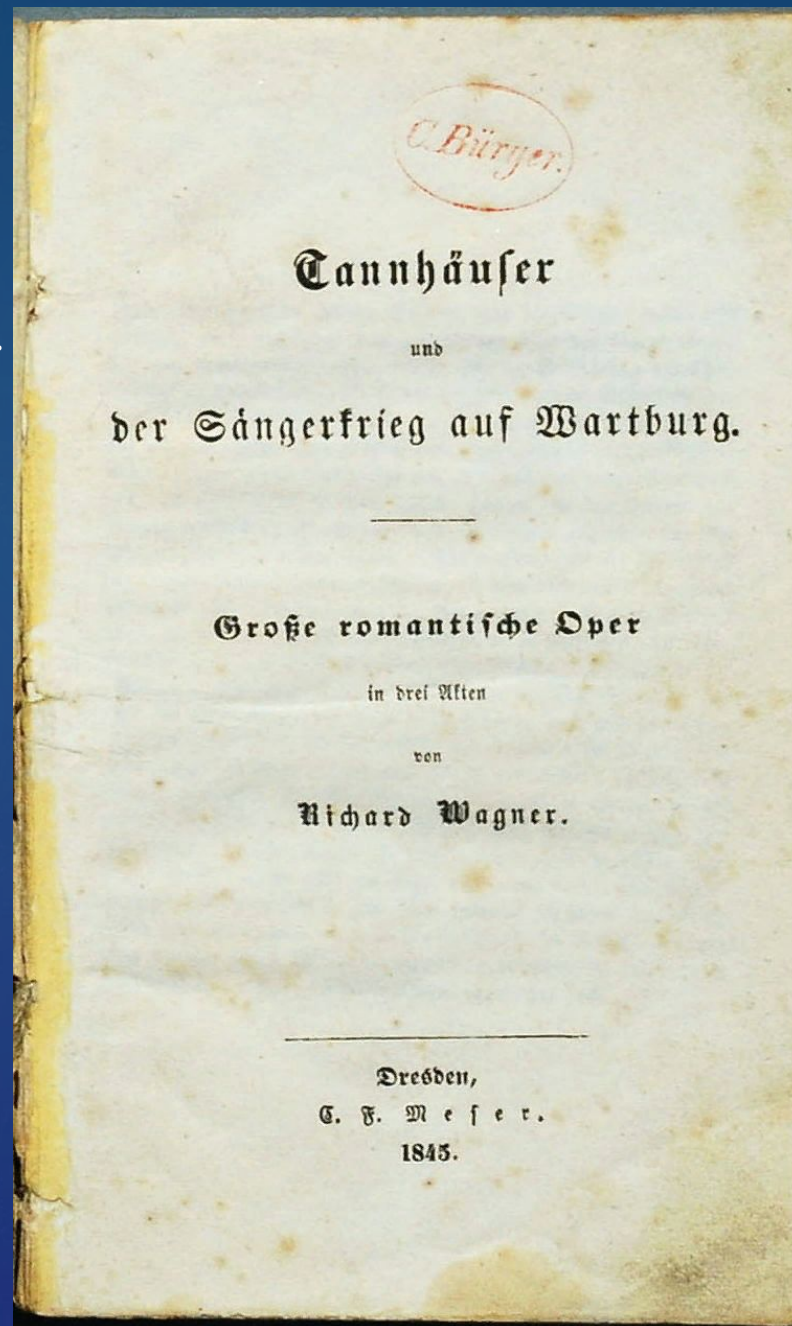 C. Bürger.
Tannhäuser
und
der Sängerkrieg auf Wartburg.
Große romantische Oper
in drei Akten
von
Richard Wagner.
Dresden,
C. F. Meser.
1845.